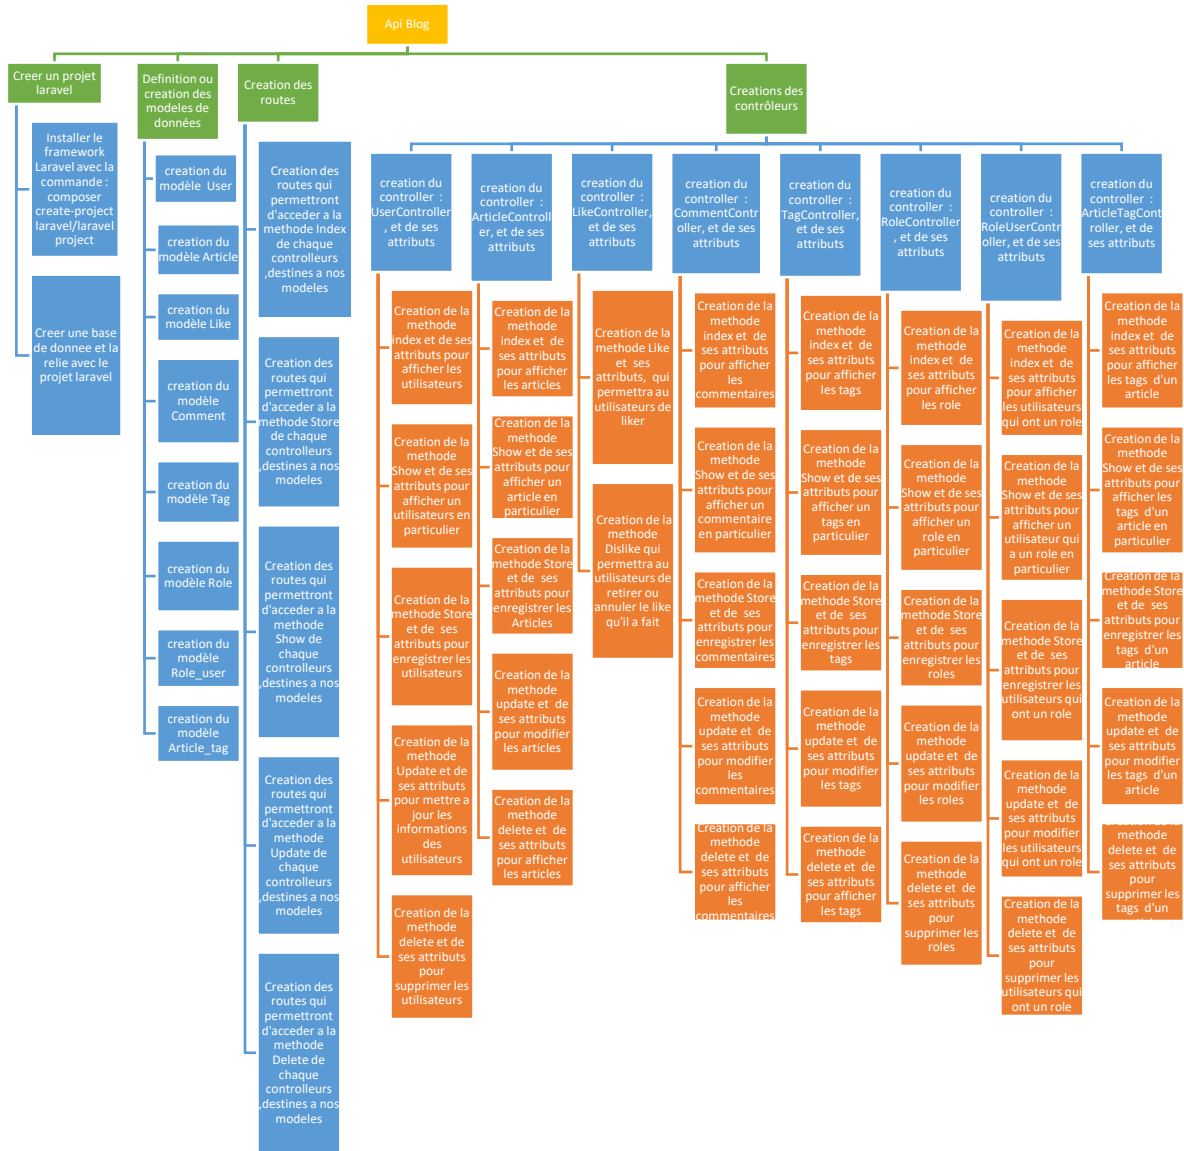 Api Blog
Creer un projet
laravel
Installer le
framework
Laravel avec la
commande :
composer
create-project
laravel/laravel
project
Creer une base
de donnee et la
relie avec le
projet laravel
Definition ou
creation des
modeles de
données
creation du
modèle User
creation du
modèle Article
creation du
modèle Like
creation du
modèle
Comment
creation du
modèle Tag
creation du
modèle Role
creation du
modèle
Role_user
creation du
modèle
Article_tag
Creation des
routes
Creation des
routes qui
permettront
d'acceder a la
methode Index
de chaque
controlleurs
,destines a nos
modeles
Creation des
routes qui
permettront
d'acceder a la
methode Store
de chaque
controlleurs
,destines a nos
modeles
Creation des
routes qui
permettront
d'acceder a la
methode
Show de
chaque
controlleurs
,destines a nos
modeles
Creation des
routes qui
permettront
d'acceder a la
methode
Update de
chaque
controlleurs
,destines a nos
modeles
Creation des
routes qui
permettront
d'acceder a la
methode
Delete de
chaque
controlleurs
,destines a nos
modeles
Creations des
contrôleurs
creation du
controller :
UserController
, et de ses
attributs
Creation de la
methode
index et de ses
attributs pour
afficher les
utilisateurs
Creation de la
methode
Show et de ses
attributs pour
afficher un
utilisateurs en
particulier
Creation de la
methode Store
et de ses
attributs pour
enregistrer les
utilisateurs
Creation de la
methode
Update et de
ses attributs
pour mettre a
jour les
informations
des
utilisateurs
Creation de la
methode
delete et de
ses attributs
pour
supprimer les
utilisateurs
creation du
controller :
ArticleControll
er, et de ses
attributs
Creation de la
methode
index et de
ses attributs
pour afficher
les articles
Creation de la
methode
Show et de ses
attributs pour
afficher un
article en
particulier
Creation de la
methode Store
et de ses
attributs pour
enregistrer les
Articles
Creation de la
methode
update et de
ses attributs
pour modifier
les articles
Creation de la
methode
delete et de
ses attributs
pour afficher
les articles
creation du
controller :
LikeController,
et de ses
attributs
Creation de la
methode Like
et ses
attributs, qui
permettra au
utilisateurs de
liker
Creation de la
methode
Dislike qui
permettra au
utilisateurs de
retirer ou
annuler le like
qu'il a fait
creation du
controller :
CommentContr
oller, et de ses
attributs
Creation de la
methode
index et de
ses attributs
pour afficher
les
commentaires
Creation de la
methode
Show et de ses
attributs pour
afficher un
commentaire
en particulier
Creation de la
methode Store
et de ses
attributs pour
enregistrer les
commentaires
Creation de la
methode
update et de
ses attributs
pour modifier
les
commentaires
Creation de la
methode
delete et de
ses attributs
pour afficher
les
commentaires
creation du
controller :
TagController,
et de ses
attributs
Creation de la
methode
index et de
ses attributs
pour afficher
les tags
Creation de la
methode
Show et de ses
attributs pour
afficher un
tags en
particulier
Creation de la
methode Store
et de ses
attributs pour
enregistrer les
tags
Creation de la
methode
update et de
ses attributs
pour modifier
les tags
Creation de la
methode
delete et de
ses attributs
pour afficher
les tags
creation du
controller :
RoleController
, et de ses
attributs
Creation de la
methode
index et de
ses attributs
pour afficher
les role
Creation de la
methode
Show et de ses
attributs pour
afficher un
role en
particulier
Creation de la
methode Store
et de ses
attributs pour
enregistrer les
roles
Creation de la
methode
update et de
ses attributs
pour modifier
les roles
Creation de la
methode
delete et de
ses attributs
pour
supprimer les
roles
creation du
controller :
RoleUserContr
oller, et de ses
attributs
Creation de la
methode
index et de
ses attributs
pour afficher
les utilisateurs
qui ont un role
Creation de la
methode
Show et de ses
attributs pour
afficher un
utilisateur qui
a un role en
particulier
Creation de la
methode Store
et de ses
attributs pour
enregistrer les
utilisateurs qui
ont un role
Creation de la
methode
update et de
ses attributs
pour modifier
les utilisateurs
qui ont un role
Creation de la
methode
delete et de
ses attributs
pour
supprimer les
utilisateurs qui
ont un role
creation du
controller :
ArticleTagCont
roller, et de
ses attributs
Creation de la
methode
index et de
ses attributs
pour afficher
les tags d'un
article
Creation de la
methode
Show et de ses
attributs pour
afficher les
tags d'un
article en
particulier
Creation de la
methode Store
et de ses
attributs pour
enregistrer les
tags d'un
article
Creation de la
methode
update et de
ses attributs
pour modifier
les tags d'un
article
Creation de la
methode
delete et de
ses attributs
pour
supprimer les
tags d'un